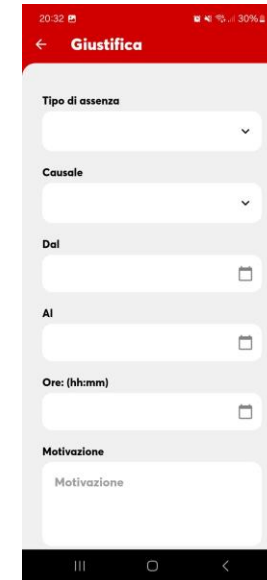 20:32 30%
Giustifica
Tipo di assenza
Causale
Dal
Al
Ore: (hh:mm)
Motivazione
Motivazione